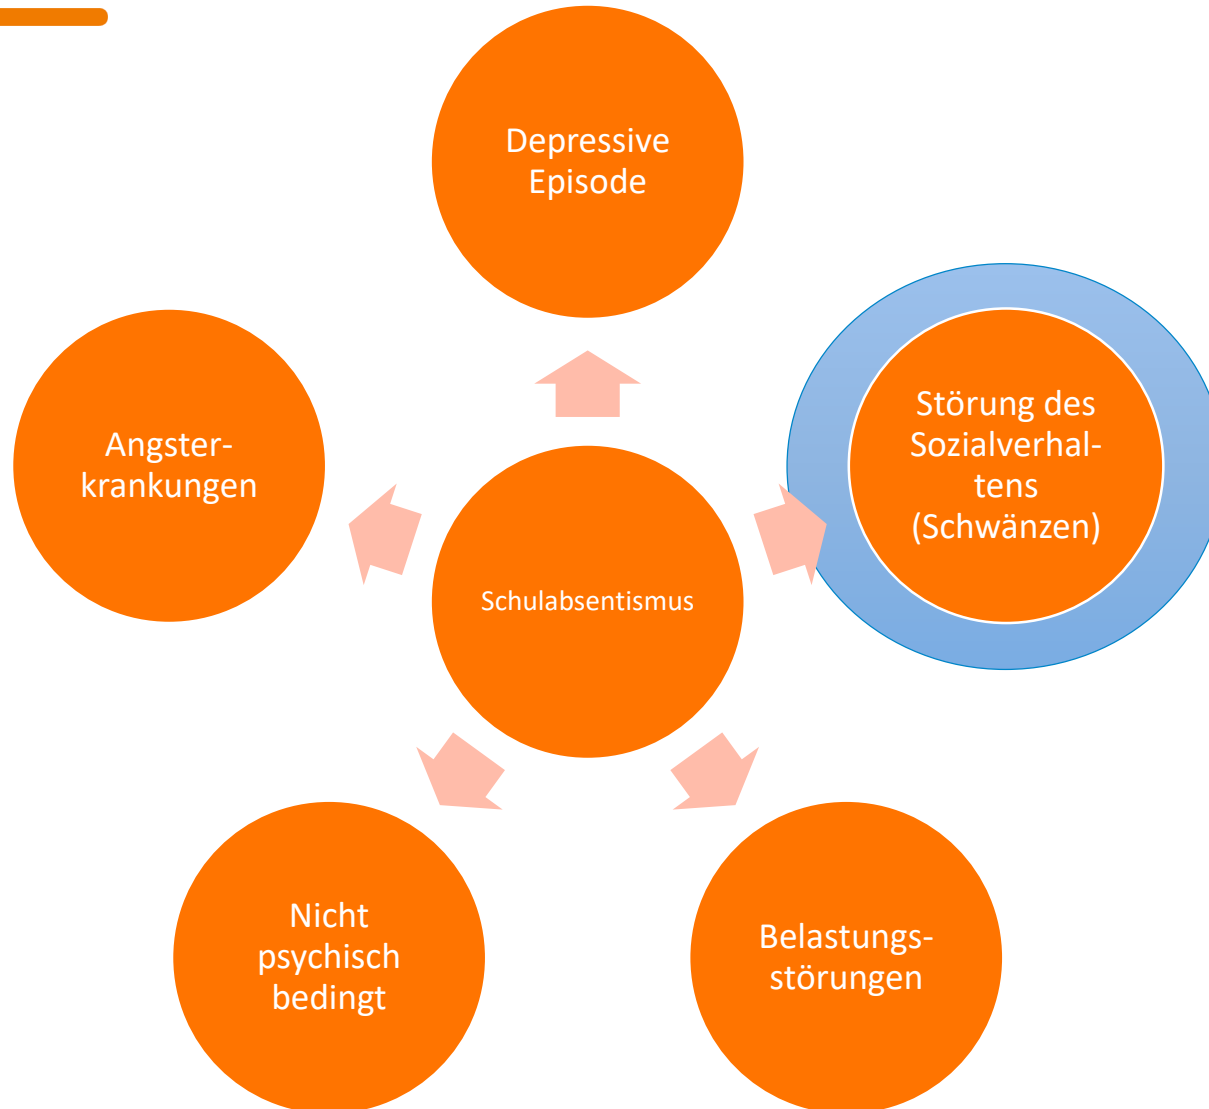 Depressive
Episode
Störung des
Sozialverhal-
tens
(Schwänzen)
Angster-
krankungen
Schulabsentismus
Nicht
psychisch
bedingt
Belastungs-
störungen